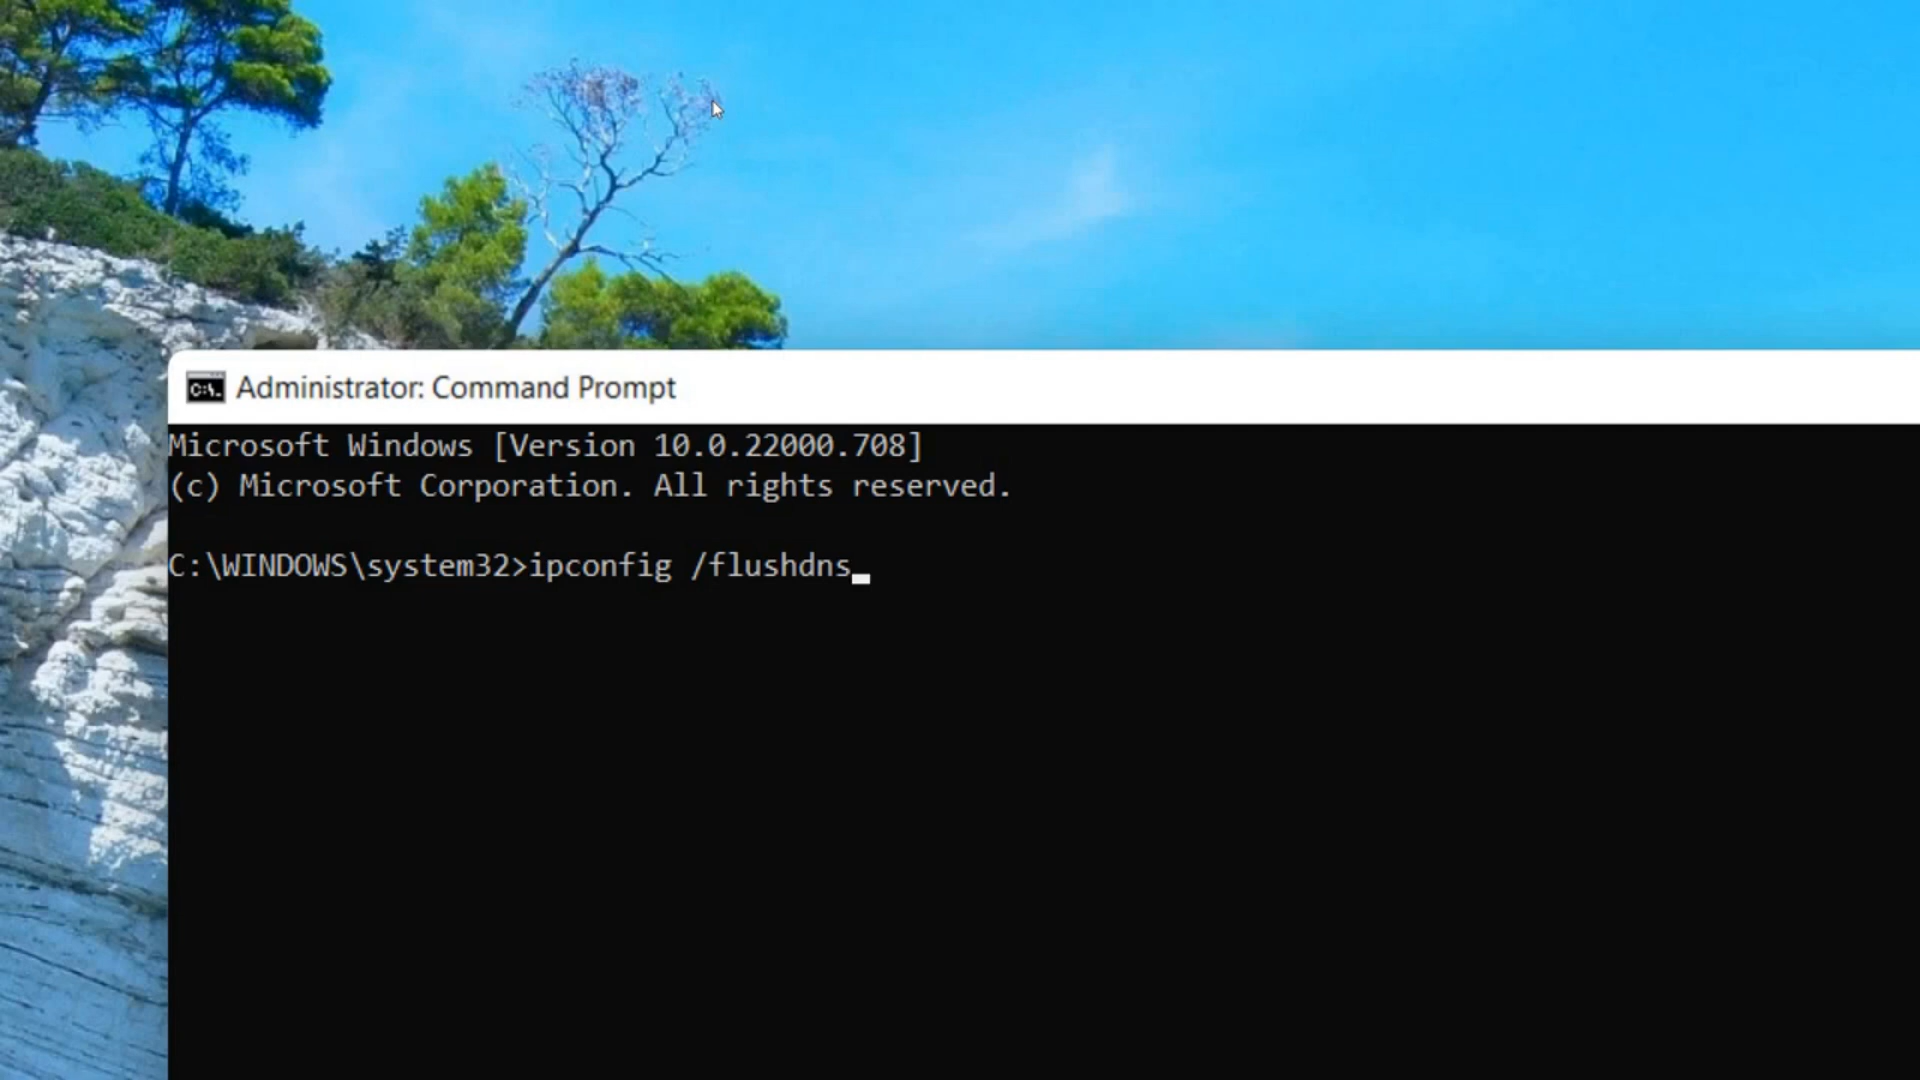 Administrator: Command Prompt
Microsoft Windows [Version 10.0.22000.708]
(c) Microsoft Corporation. All rights reserved.
C:\WINDOWS\system32>ipconfig /flushdns